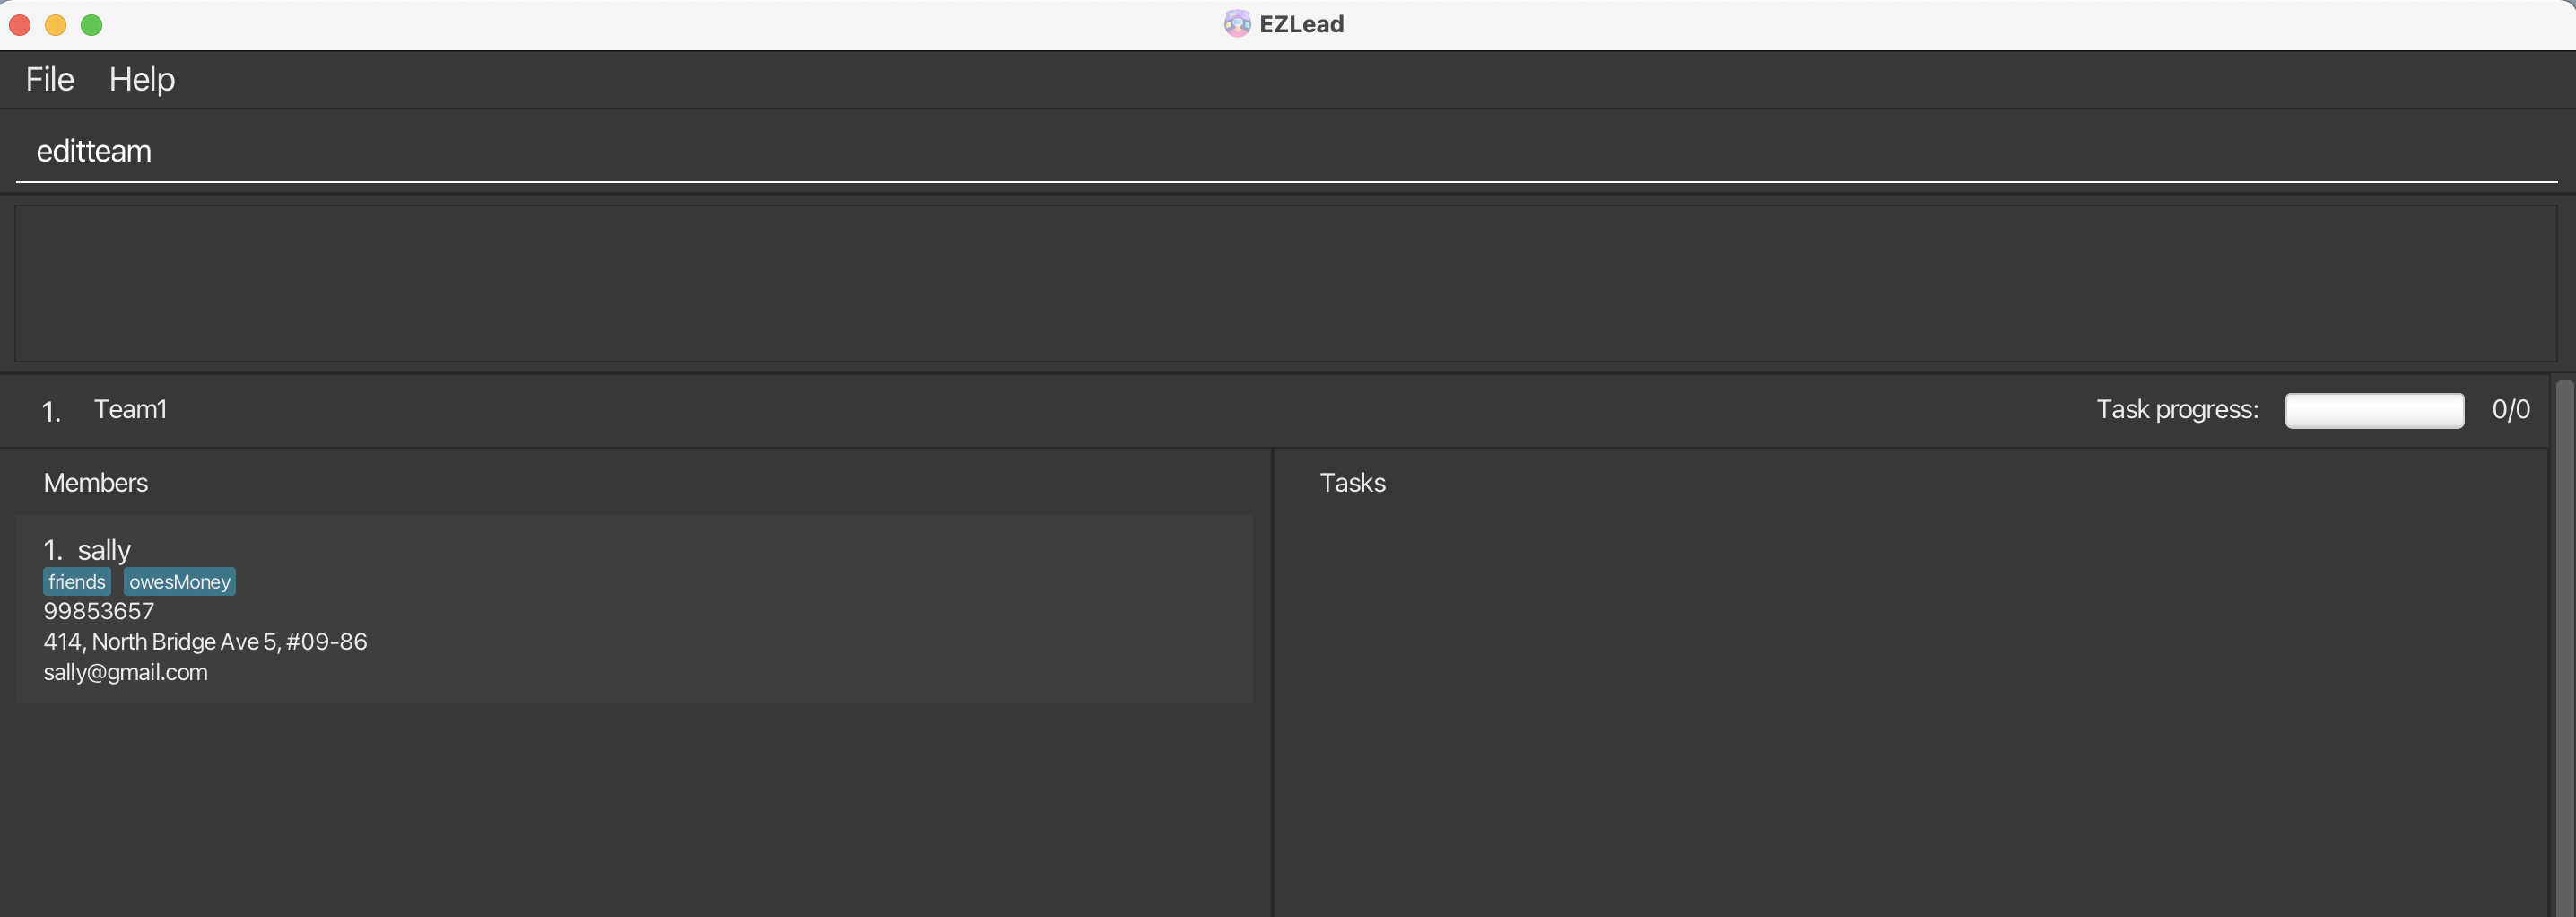 EZLead
File Help
editteam
1. Team1 Task progress: 0/0
Members
1. sally
friends owesMoney
99853657
414, North Bridge Ave 5, #09-86
sally@gmail.com
Tasks